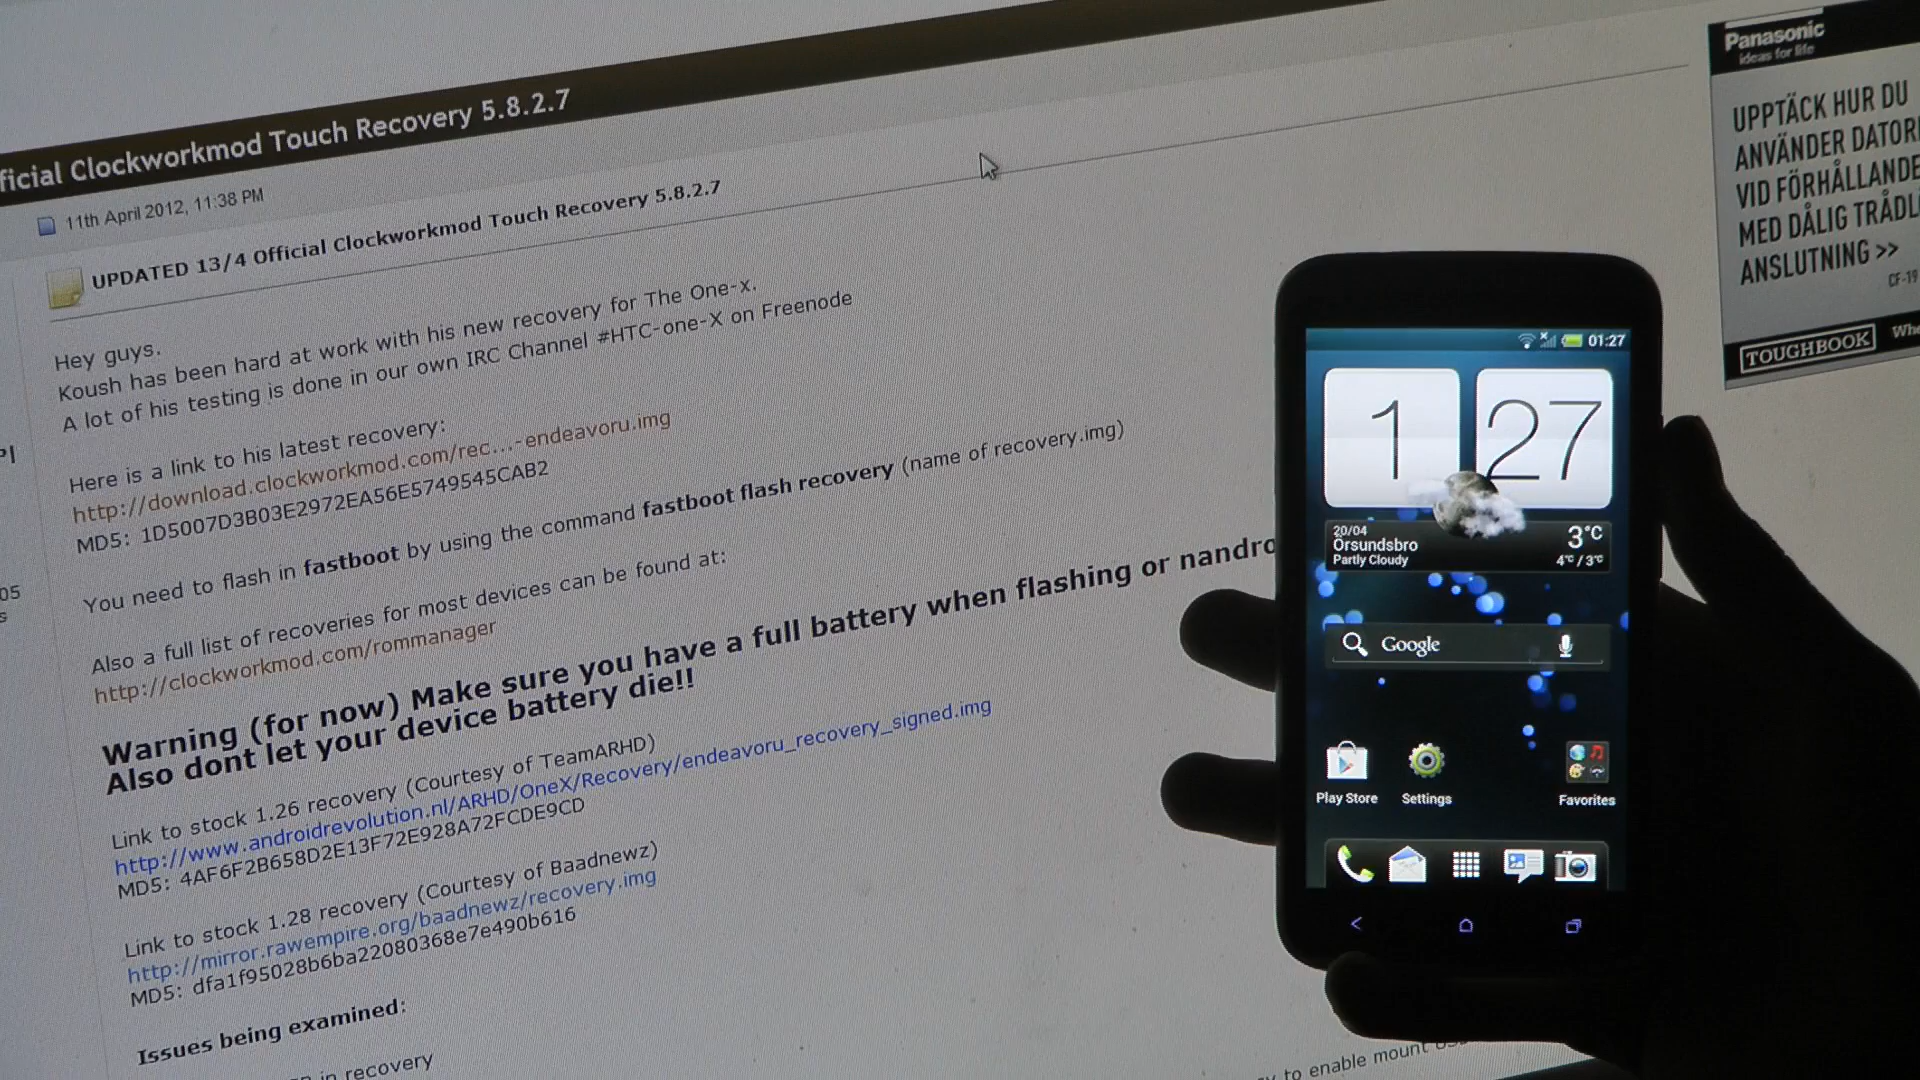 ficial Clockworkmod Touch Recovery 5.8.2.7
11th April 2012, 11:38 PM
UPDATED 13/4 Official Clockworkmod Touch Recovery 5.8.2.7
Hey guys.
Koush has been hard at work with his new recovery for The One-x.
A lot of his testing is done in our own IRC Channel #HTC-one-X on Freenode
Here is a link to his latest recovery:
http://download.clockworkmod.com/rec...-endeavoru.img
MD5: 1D5007D3B03E2972EA56E5749545CAB2
You need to flash in fastboot by using the command fastboot flash recovery (name of recovery.img)
Also a full list of recoveries for most devices can be found at:
http://clockworkmod.com/rommanager
Warning (for now) Make sure you have a full battery when flashing or nandro
Also dont let your device battery die!!
Link to stock 1.26 recovery (Courtesy of TeamARHD)
http://www.androidrevolution.nl/ARHD/OneX/Recovery/endeavoru_recovery_signed.img
MD5: 4AF6F2B658D2E13F72E928A72FCDE9CD
Link to stock 1.28 recovery (Courtesy of Baadnewz)
http://mirror.rawempire.org/baadnewz/recovery.img
MD5: dfa1f95028b6ba22080368e7e490b616
Issues being examined:
in recovery
to enable mount
05
s
Panasonic
ideas for life
UPPTÄCK HUR DU
ANVÄNDER DATOR
VID FÖRHÅLLANDE
MED DÅLIG TRÅDL
ANSLUTNING >>
CF-19
TOUGHBOOK
Whe
01:27
1 27
20/04
Örsundsbro
Partly Cloudy
3°C
4°C / 3°C
Google
Play Store
Settings
Favorites